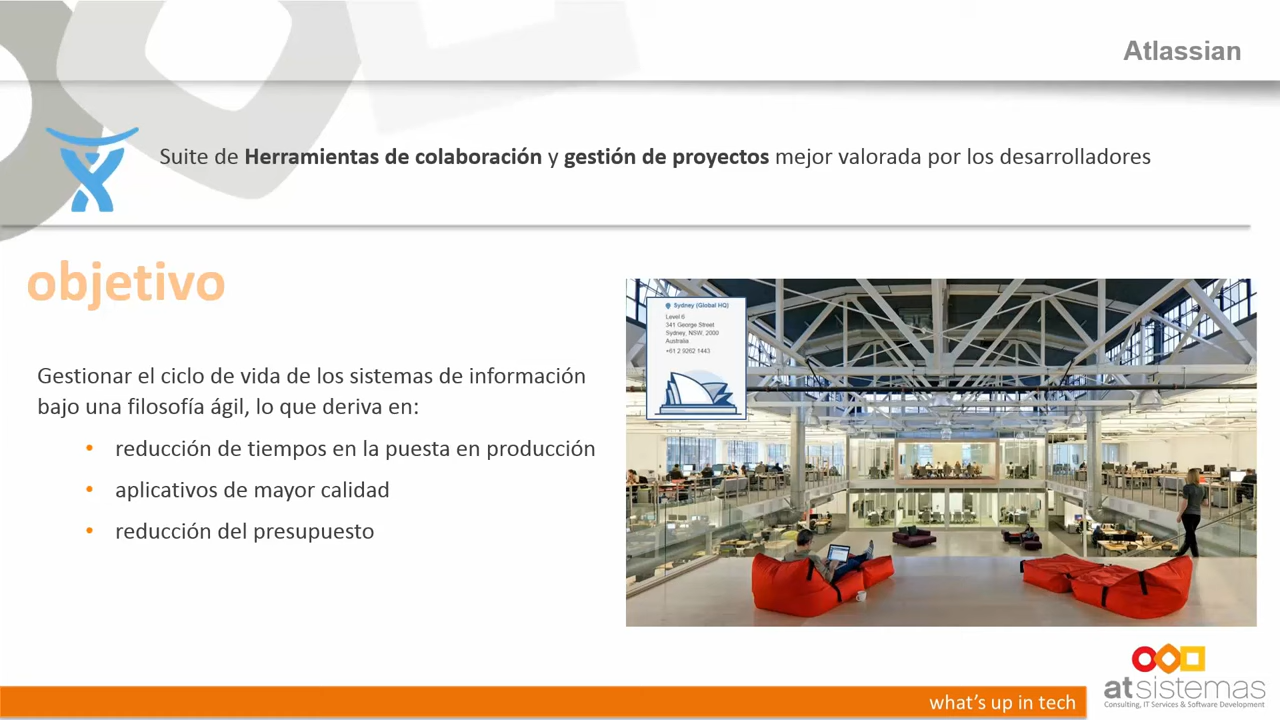 Atlassian
Suite de Herramientas de colaboración y gestión de proyectos mejor valorada por los desarrolladores
objetivo
Gestionar el ciclo de vida de los sistemas de información
bajo una filosofía ágil, lo que deriva en:
• reducción de tiempos en la puesta en producción
• aplicativos de mayor calidad
• reducción del presupuesto
Sydney (Global HQ)
Level 6
341 George Street
Sydney, NSW, 2000
Australia
+61 2 9262 1443
what's up in tech
atsistemas
Consulting, IT Services & Software Development